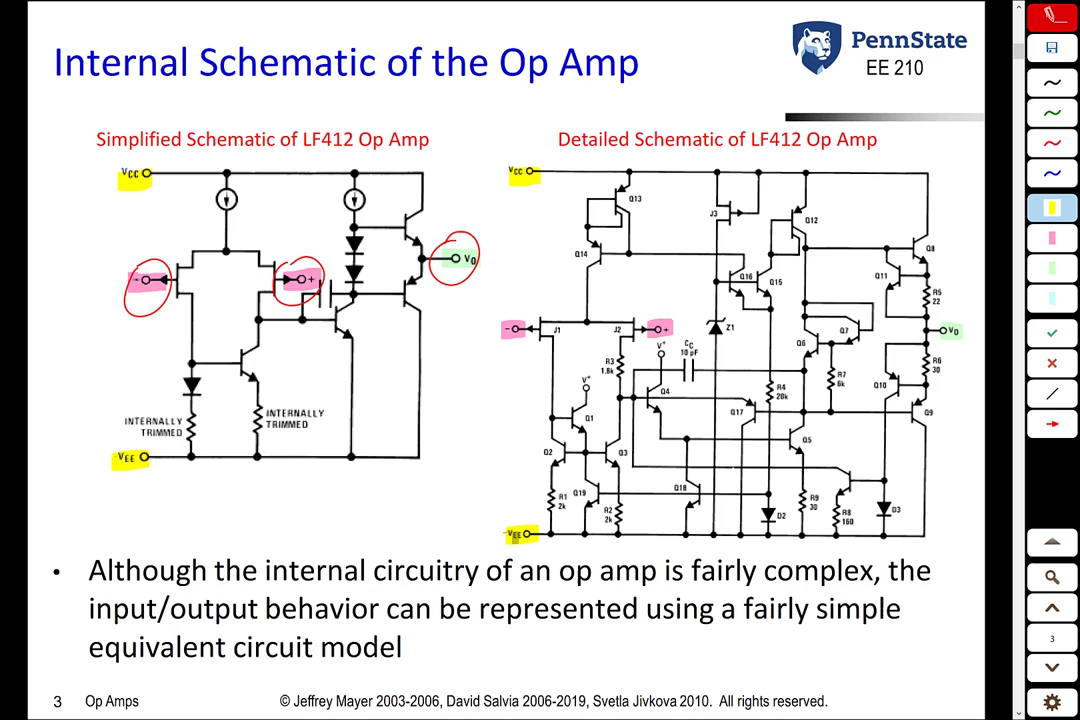 Internal Schematic of the Op Amp
PennState
EE 210
Simplified Schematic of LF412 Op Amp
Detailed Schematic of LF412 Op Amp
VCC
-
+
VO
INTERNALLY
TRIMMED
INTERNALLY
TRIMMED
-VEE
VCC
Q13
J3
Q12
Q14
Q8
Q16
Q15
Q11
R5
22
-
J1
J2
+
Z1
Q7
VO
Q6
R3
1.8k
V+
CC
10 pF
R6
30
V+
Q4
R4
20k
R7
6k
Q10
Q1
Q17
Q9
Q2
Q3
Q5
R1
2k
Q19
R2
2k
Q18
D2
R9
30
R8
160
D3
-VEE
• Although the internal circuitry of an op amp is fairly complex, the
input/output behavior can be represented using a fairly simple
equivalent circuit model
3 Op Amps © Jeffrey Mayer 2003-2006, David Salvia 2006-2019, Svetla Jivkova 2010. All rights reserved.
3